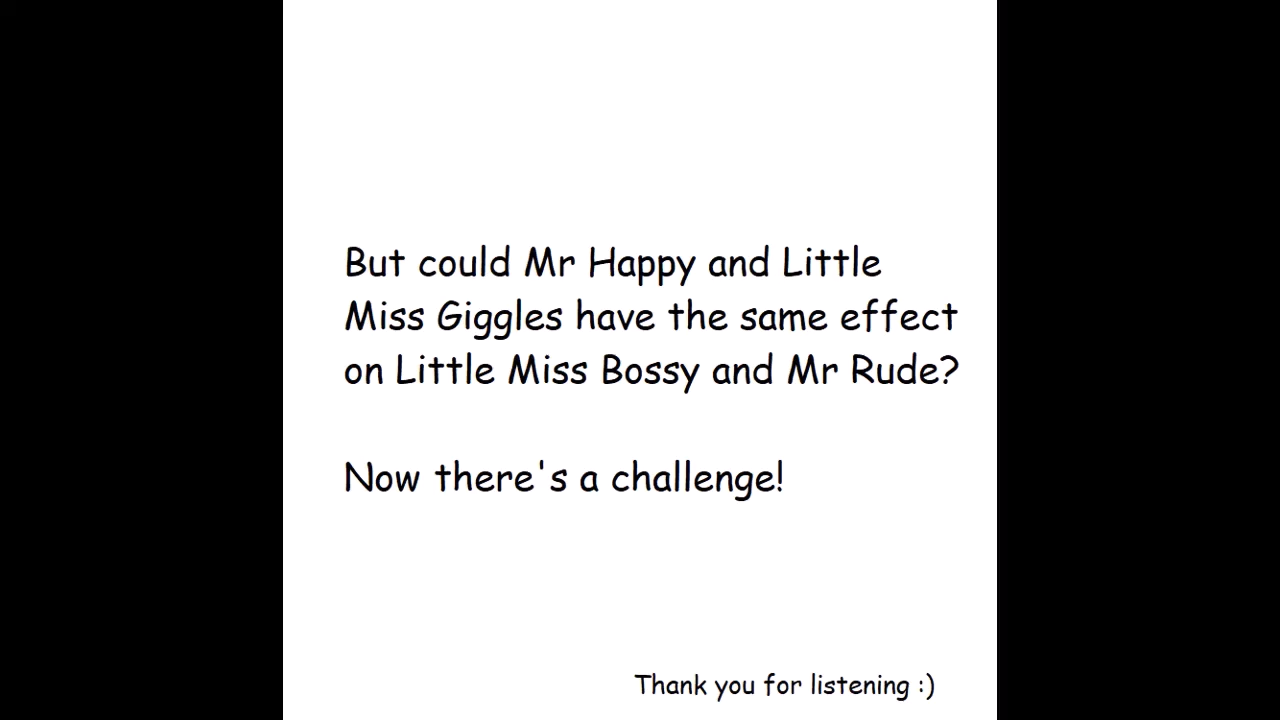 But could Mr Happy and Little
Miss Giggles have the same effect
on Little Miss Bossy and Mr Rude?
Now there's a challenge!
Thank you for listening :)